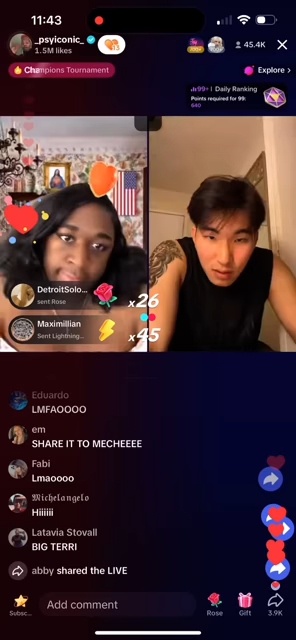 11:43
_psyiconic_
1.5M likes
45.4K
Champions Tournament
Explore >
99+ | Daily Ranking
Points required for 99:
640
DetroitSolo...
sent Rose
x26
Maximillian
Sent Lightning...
x45
Eduardo
LMFAOOOO
em
SHARE IT TO MECHEEEE
Fabi
Lmaoooo
𝔐𝔦𝔠𝔥𝔢𝔩𝔞𝔫𝔤𝔢𝔩𝔬
Hiiiiii
Latavia Stovall
BIG TERRI
abby shared the LIVE
Subsc...
Add comment
Rose
Gift
3.9K